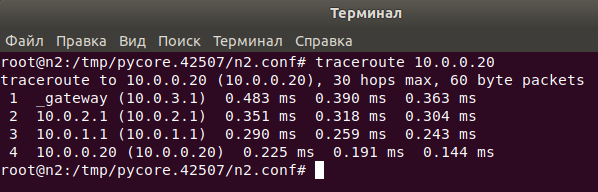 Терминал
Файл Правка Вид Поиск Терминал Справка
root@n2:/tmp/pycore.42507/n2.conf# traceroute 10.0.0.20
traceroute to 10.0.0.20 (10.0.0.20), 30 hops max, 60 byte packets
 1  _gateway (10.0.3.1)  0.483 ms  0.390 ms  0.363 ms
 2  10.0.2.1 (10.0.2.1)  0.351 ms  0.318 ms  0.304 ms
 3  10.0.1.1 (10.0.1.1)  0.290 ms  0.259 ms  0.243 ms
 4  10.0.0.20 (10.0.0.20)  0.225 ms  0.191 ms  0.144 ms
root@n2:/tmp/pycore.42507/n2.conf#